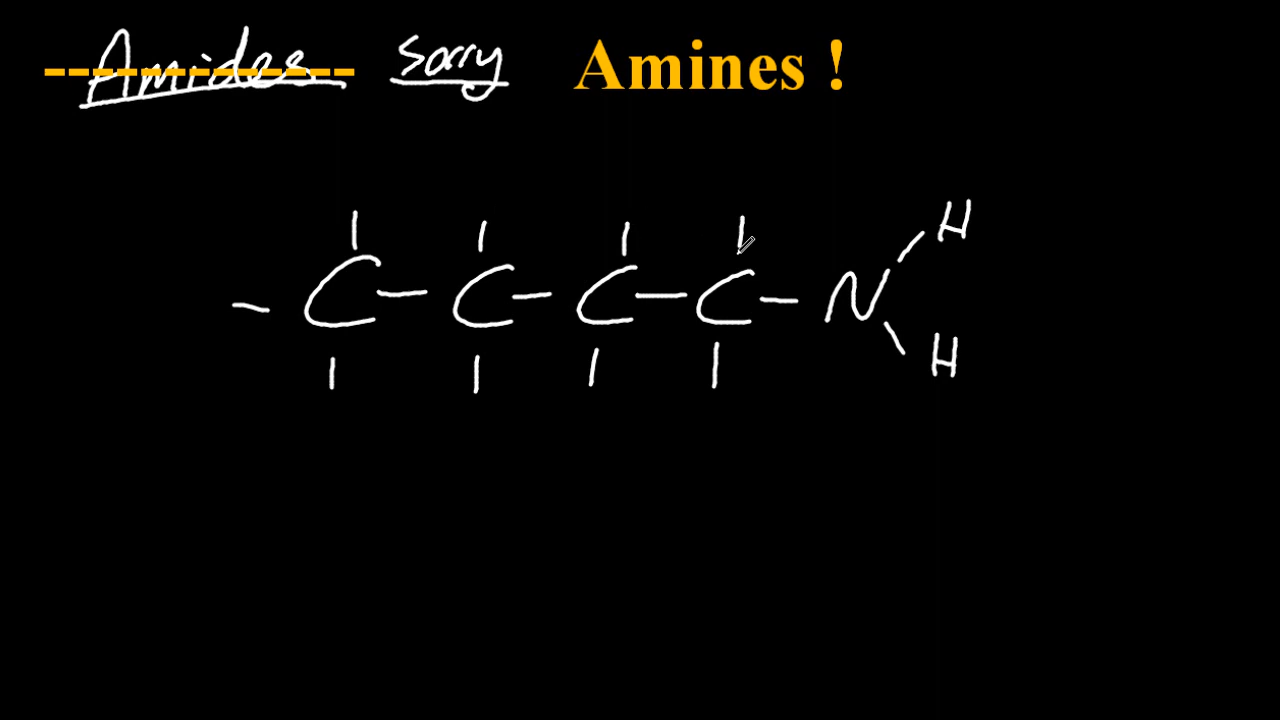 Amides sorry Amines !
H
- C - C - C - C - N
H